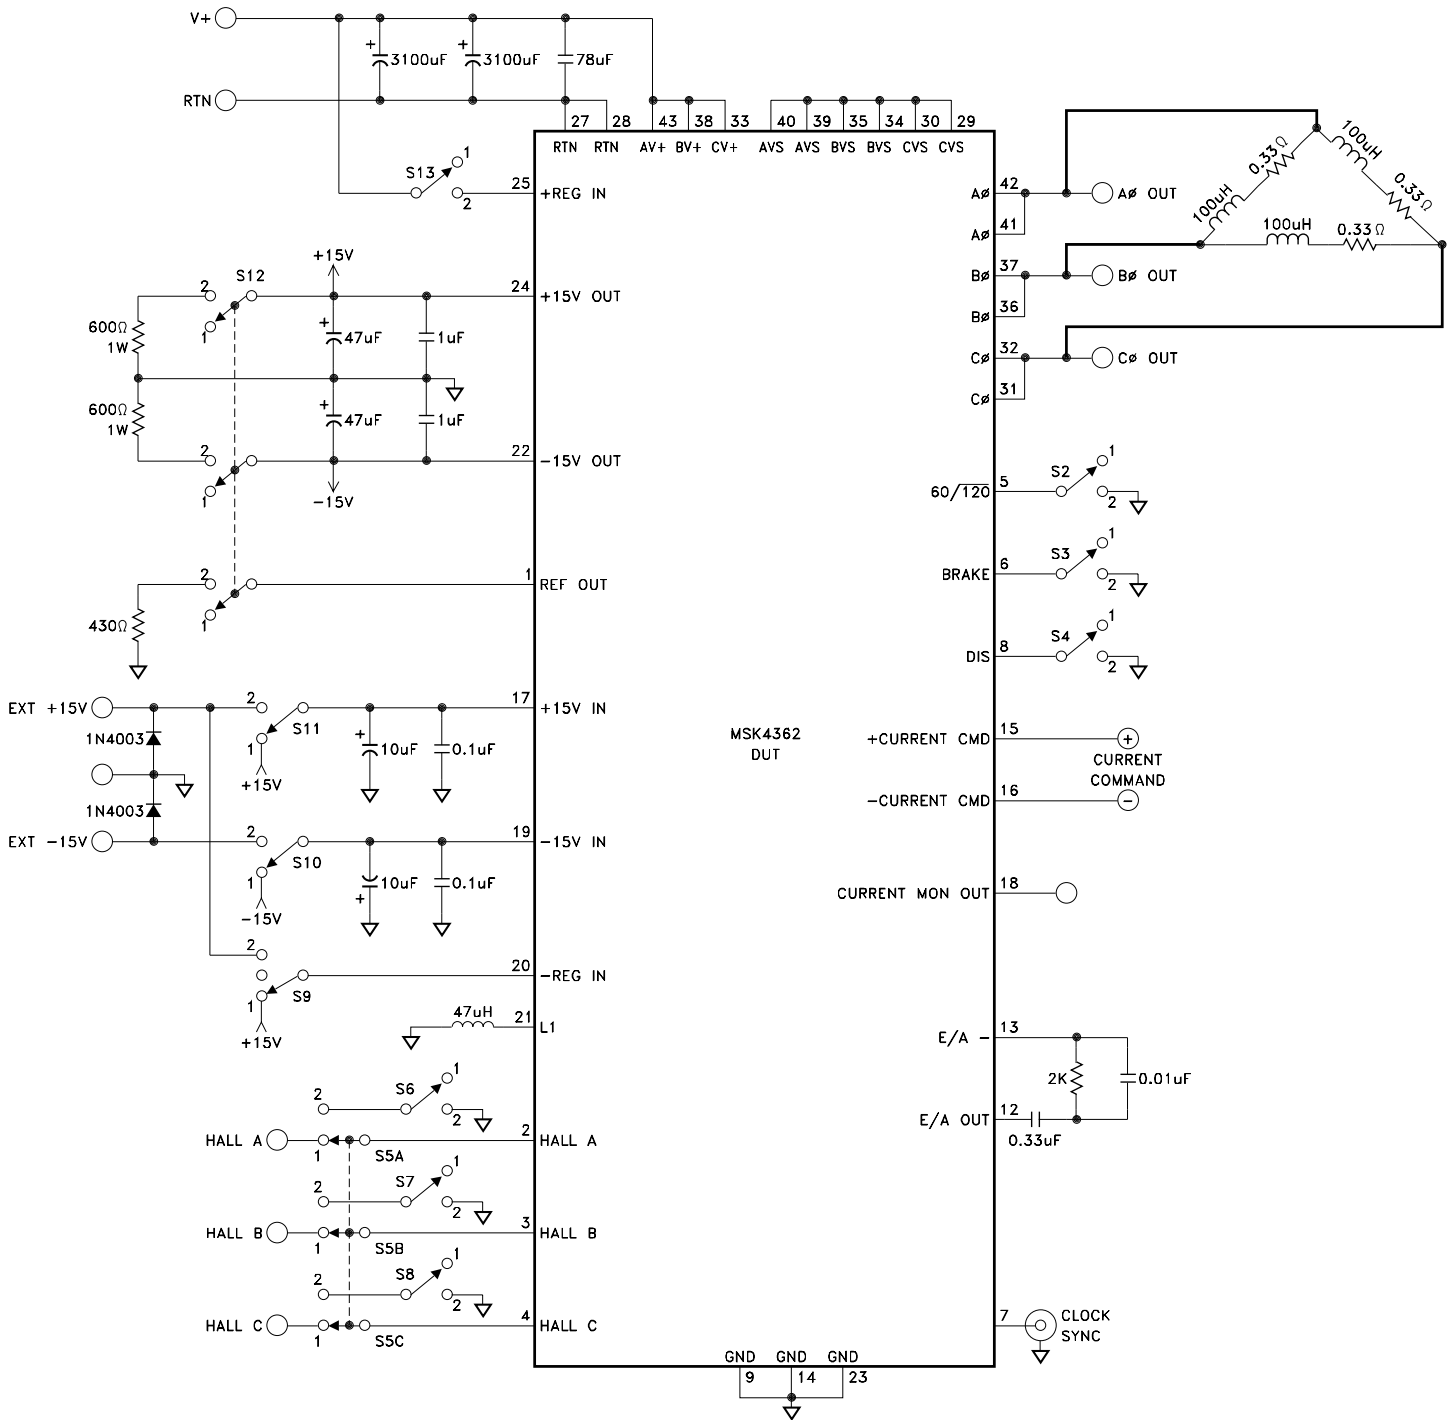 V+
3100uF
3100uF
78uF
RTN
27 28 43 38 33 40 39 35 34 30 29
RTN RTN AV+ BV+ CV+ AVS AVS BVS BVS CVS CVS
S13
1
2
25
+REG IN
+15V
S12
2
1
24
+15V OUT
600Ω
1W
47uF
1uF
600Ω
1W
47uF
1uF
2
1
22
-15V OUT
-15V
2
1
1
REF OUT
430Ω
EXT +15V
1N4003
1N4003
EXT -15V
2
1
S11
+15V
10uF
0.1uF
17
+15V IN
2
1
S10
-15V
10uF
0.1uF
19
-15V IN
2
1
S9
+15V
20
-REG IN
47uH
21
L1
S6
1
2
2
HALL A
1
S5A
2
HALL A
S7
1
2
2
HALL B
1
S5B
3
HALL B
S8
1
2
2
HALL C
1
S5C
4
HALL C
MSK4362
DUT
GND GND GND
9 14 23
AØ
42
AØ OUT
AØ
41
BØ
37
BØ OUT
BØ
36
CØ
32
CØ OUT
CØ
31
0.33Ω
100uH
100uH
0.33Ω
100uH
0.33Ω
60/120
5
S2
1
2
BRAKE
6
S3
1
2
DIS
8
S4
1
2
+CURRENT CMD
15
+
CURRENT
COMMAND
-CURRENT CMD
16
-
CURRENT MON OUT
18
E/A -
13
2K
0.01uF
E/A OUT
12
0.33uF
7
CLOCK
SYNC
+
+
+
+
+
+